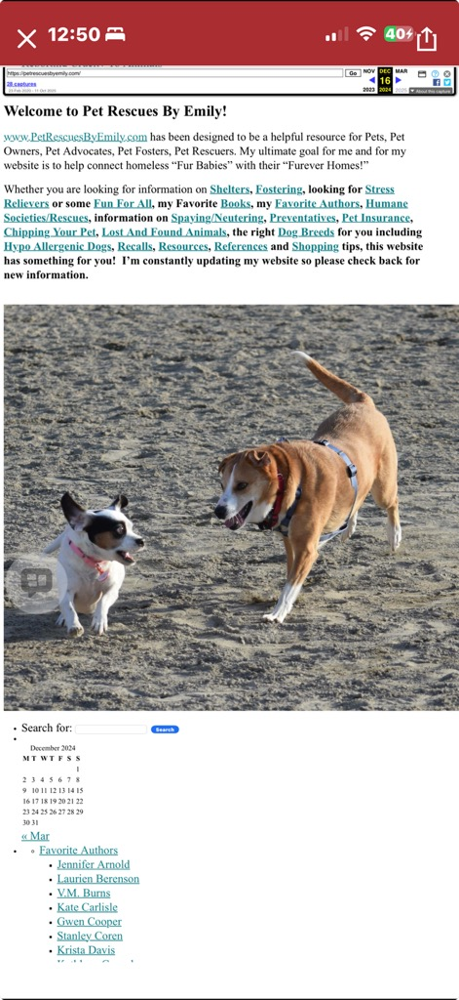 12:50
40
https://petrescuesbyemily.com/
Go
NOV
DEC
MAR
16
28 captures
2023
2024
2025
About this capture
Welcome to Pet Rescues By Emily!
www.PetRescuesByEmily.com has been designed to be a helpful resource for Pets, Pet
Owners, Pet Advocates, Pet Fosters, Pet Rescuers. My ultimate goal for me and for my
website is to help connect homeless “Fur Babies” with their “Furever Homes!”
Whether you are looking for information on Shelters, Fostering, looking for Stress
Relievers or some Fun For All, my Favorite Books, my Favorite Authors, Humane
Societies/Rescues, information on Spaying/Neutering, Preventatives, Pet Insurance,
Chipping Your Pet, Lost And Found Animals, the right Dog Breeds for you including
Hypo Allergenic Dogs, Recalls, Resources, References and Shopping tips, this website
has something for you!  I’m constantly updating my website so please check back for
new information.
Search for:
Search
December 2024
M T W T F S S
1
2 3 4 5 6 7 8
9 10 11 12 13 14 15
16 17 18 19 20 21 22
23 24 25 26 27 28 29
30 31
« Mar
Favorite Authors
Jennifer Arnold
Laurien Berenson
V.M. Burns
Kate Carlisle
Gwen Cooper
Stanley Coren
Krista Davis